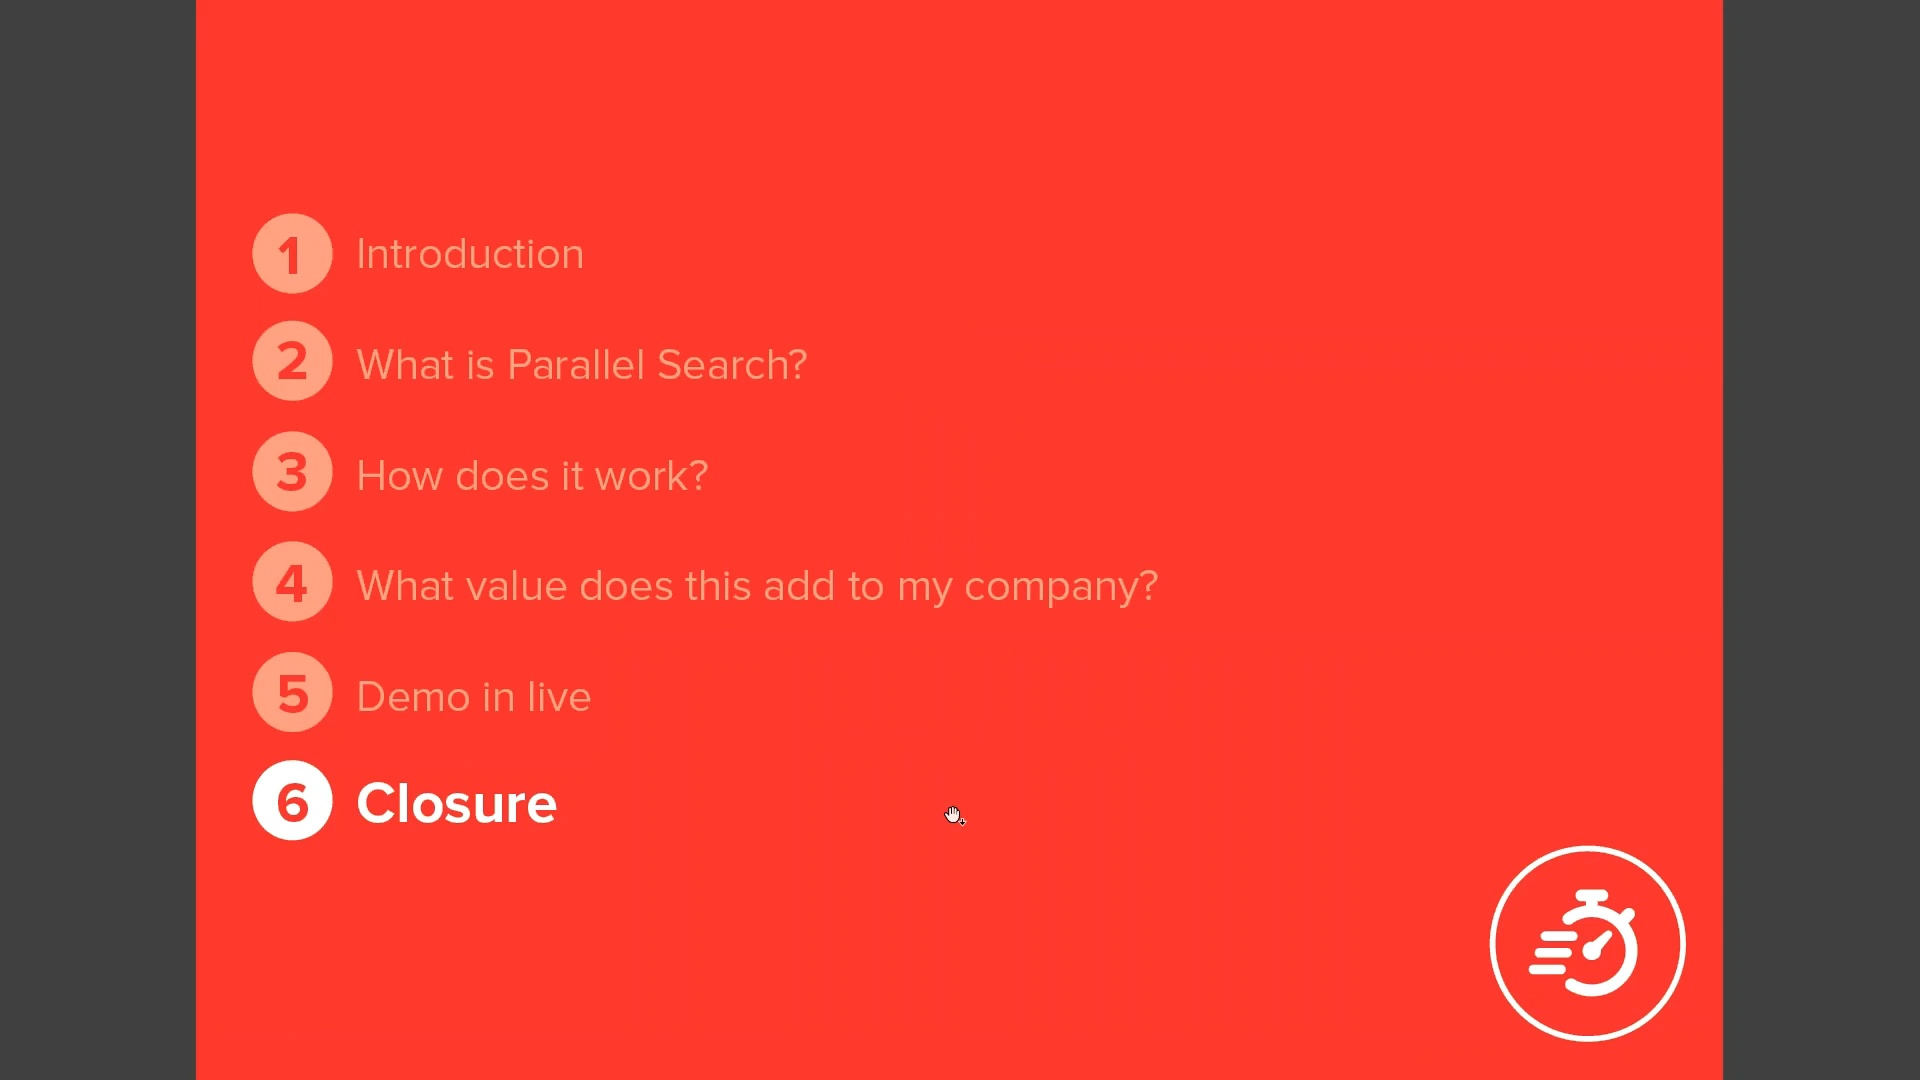 1 Introduction
2 What is Parallel Search?
3 How does it work?
4 What value does this add to my company?
5 Demo in live
6 Closure